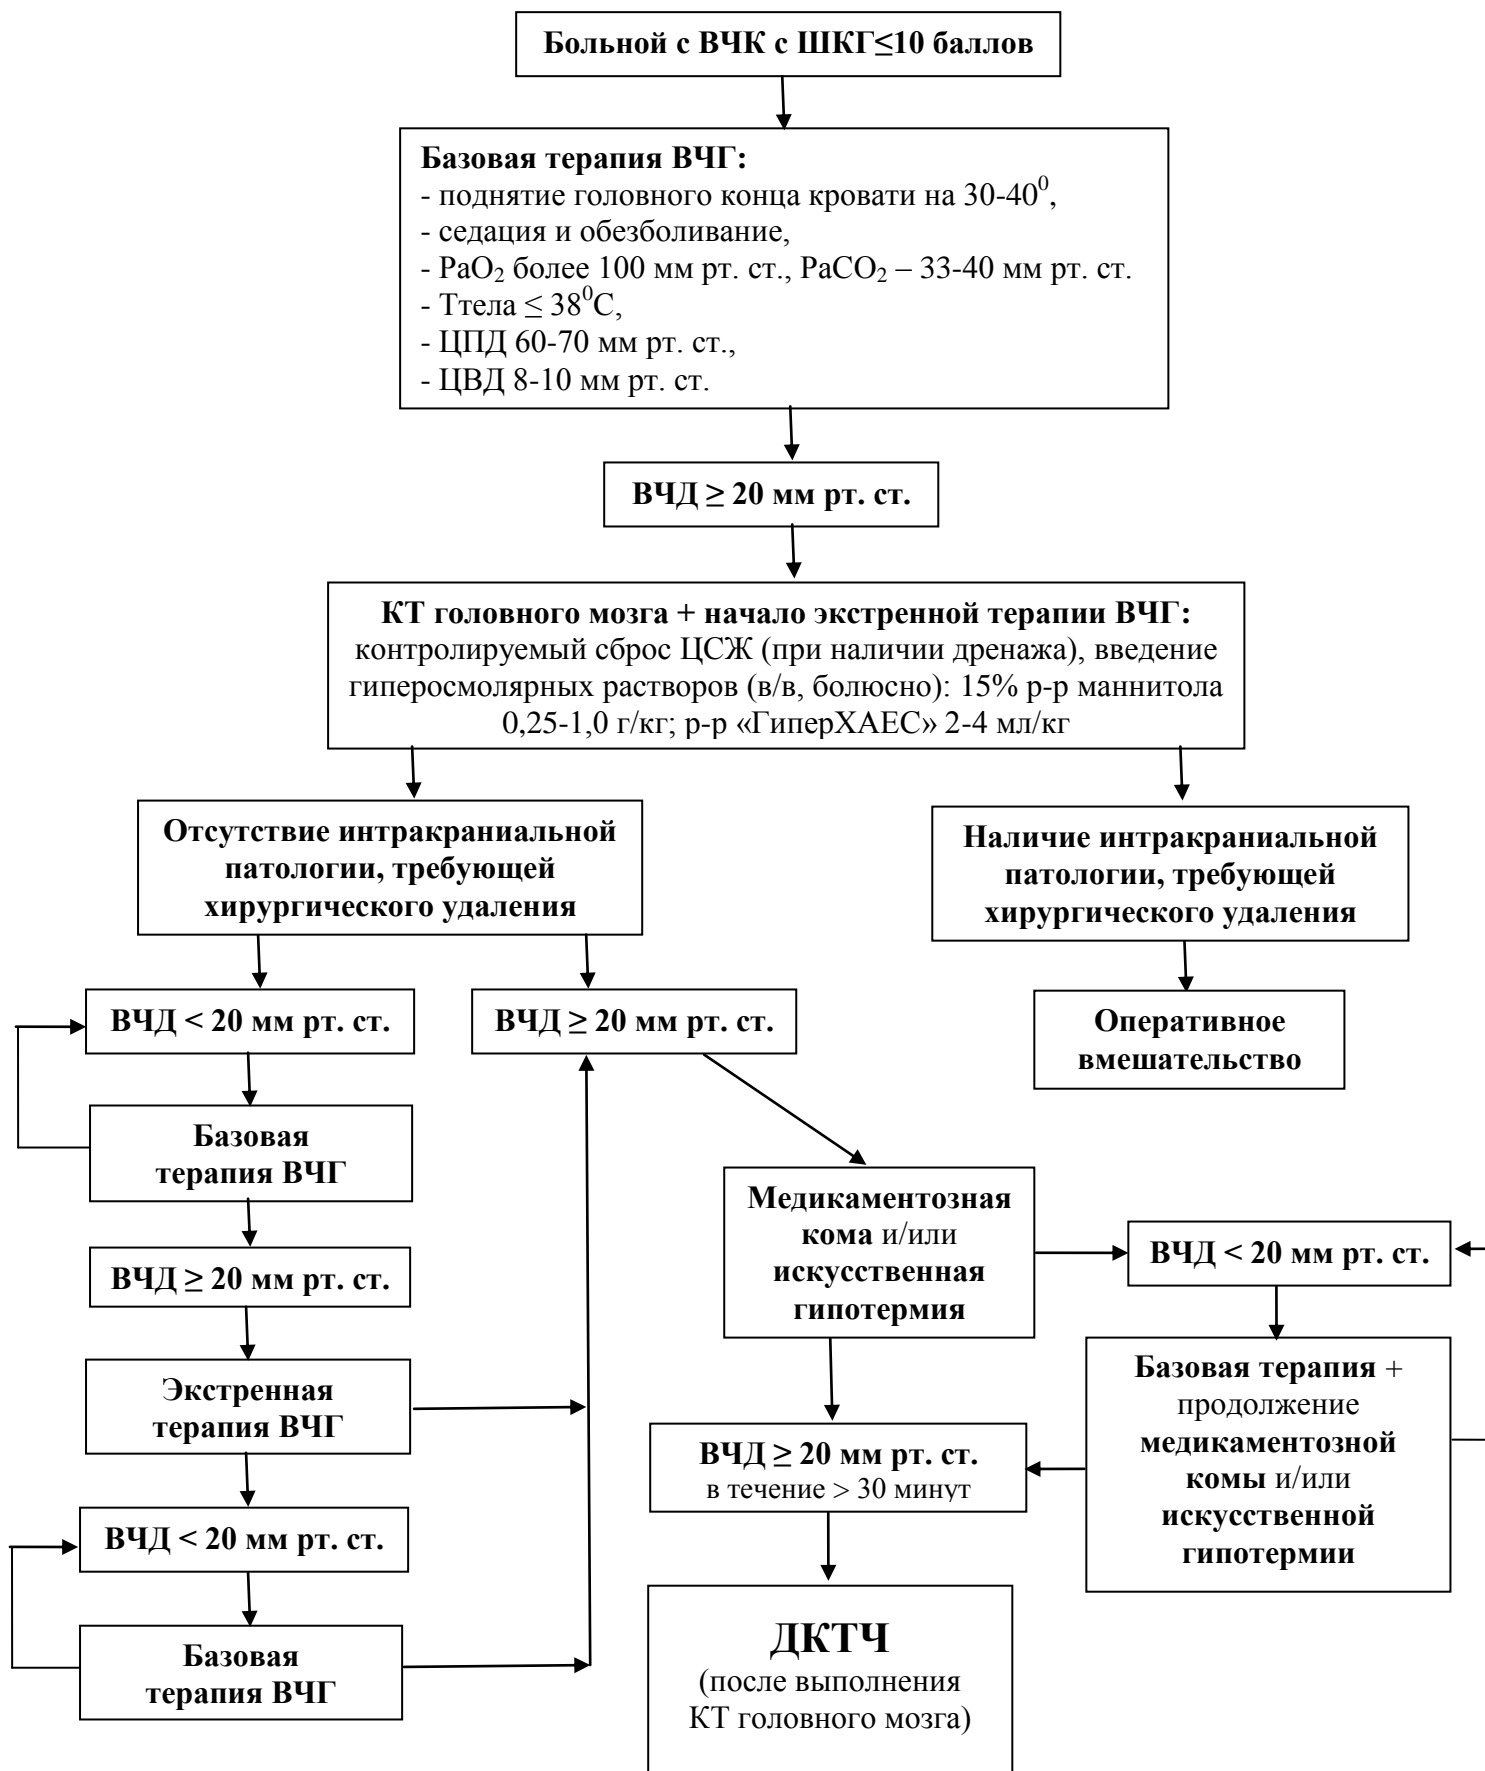 Больной с ВЧК с ШКГ≤10 баллов
Базовая терапия ВЧГ:
- поднятие головного конца кровати на 30-40⁰,
- седация и обезболивание,
- PaO₂ более 100 мм рт. ст., PaCO₂ – 33-40 мм рт. ст.
- Ттела ≤ 38⁰С,
- ЦПД 60-70 мм рт. ст.,
- ЦВД 8-10 мм рт. ст.
ВЧД ≥ 20 мм рт. ст.
КТ головного мозга + начало экстренной терапии ВЧГ:
контролируемый сброс ЦСЖ (при наличии дренажа), введение
гиперосмолярных растворов (в/в, болюсно): 15% р-р маннитола
0,25-1,0 г/кг; р-р «ГиперХАЕС» 2-4 мл/кг
Отсутствие интракраниальной
патологии, требующей
хирургического удаления
Наличие интракраниальной
патологии, требующей
хирургического удаления
ВЧД < 20 мм рт. ст.
ВЧД ≥ 20 мм рт. ст.
Оперативное
вмешательство
Базовая
терапия ВЧГ
ВЧД ≥ 20 мм рт. ст.
Экстренная
терапия ВЧГ
ВЧД < 20 мм рт. ст.
Базовая
терапия ВЧГ
Медикаментозная
кома и/или
искусственная
гипотермия
ВЧД < 20 мм рт. ст.
Базовая терапия +
продолжение
медикаментозной
комы и/или
искусственной
гипотермии
ВЧД ≥ 20 мм рт. ст.
в течение > 30 минут
ДКТЧ
(после выполнения
КТ головного мозга)